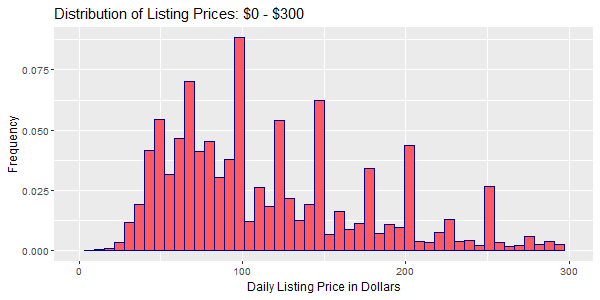 Distribution of Listing Prices: $0 - $300
Frequency
0.075
0.050
0.025
0.000
0 100 200 300
Daily Listing Price in Dollars